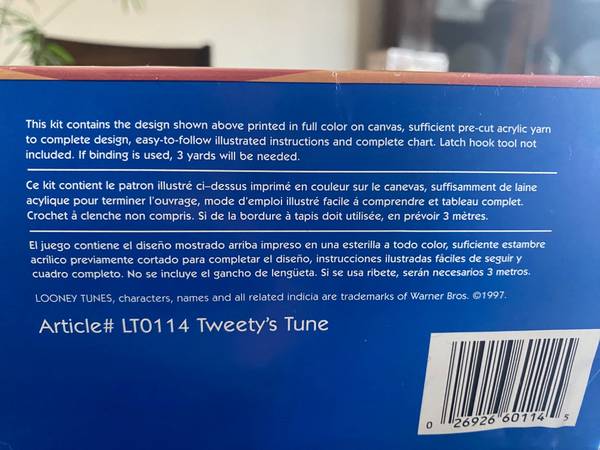 This kit contains the design shown above printed in full color on canvas, sufficient pre-cut acrylic yarn
to complete design, easy-to-follow illustrated instructions and complete chart. Latch hook tool not
included. If binding is used, 3 yards will be needed.
Ce kit contient le patron illustré ci-dessus imprimé en couleur sur le canevas, suffisamment de laine
acylique pour terminer l'ouvrage, mode d'emploi illustré facile á comprendre et tableau complet.
Crochet á clenche non compris. Si de la bordure à tapis doit utilisée, en prévoir 3 mètres.
El juego contiene el diseño mostrado arriba impreso en una esterilla a todo color, suficiente estambre
acrílico previamente cortado para completar el diseño, instrucciones ilustradas fáciles de seguir y
cuadro completo. No se incluye el gancho de lengüeta. Si se usa ribete, serán necesarios 3 metros.
LOONEY TUNES, characters, names and all related indicia are trademarks of Warner Bros. ©1997.
Article# LT0114 Tweety's Tune
0 26926 60114 5